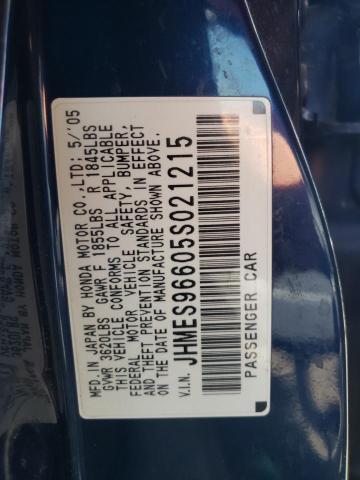 MFD. IN JAPAN BY HONDA MOTOR CO.,LTD; 5/'05
GVWR 3620LBS GAWR F 1855LBS R 1845LBS
THIS VEHICLE CONFORMS TO ALL APPLICABLE
FEDERAL MOTOR VEHICLE SAFETY, BUMPER,
AND THEFT PREVENTION STANDARDS IN EFFECT
ON THE DATE OF MANUFACTURE SHOWN ABOVE.
V.I.N. JHMES96605S021215
PASSENGER CAR